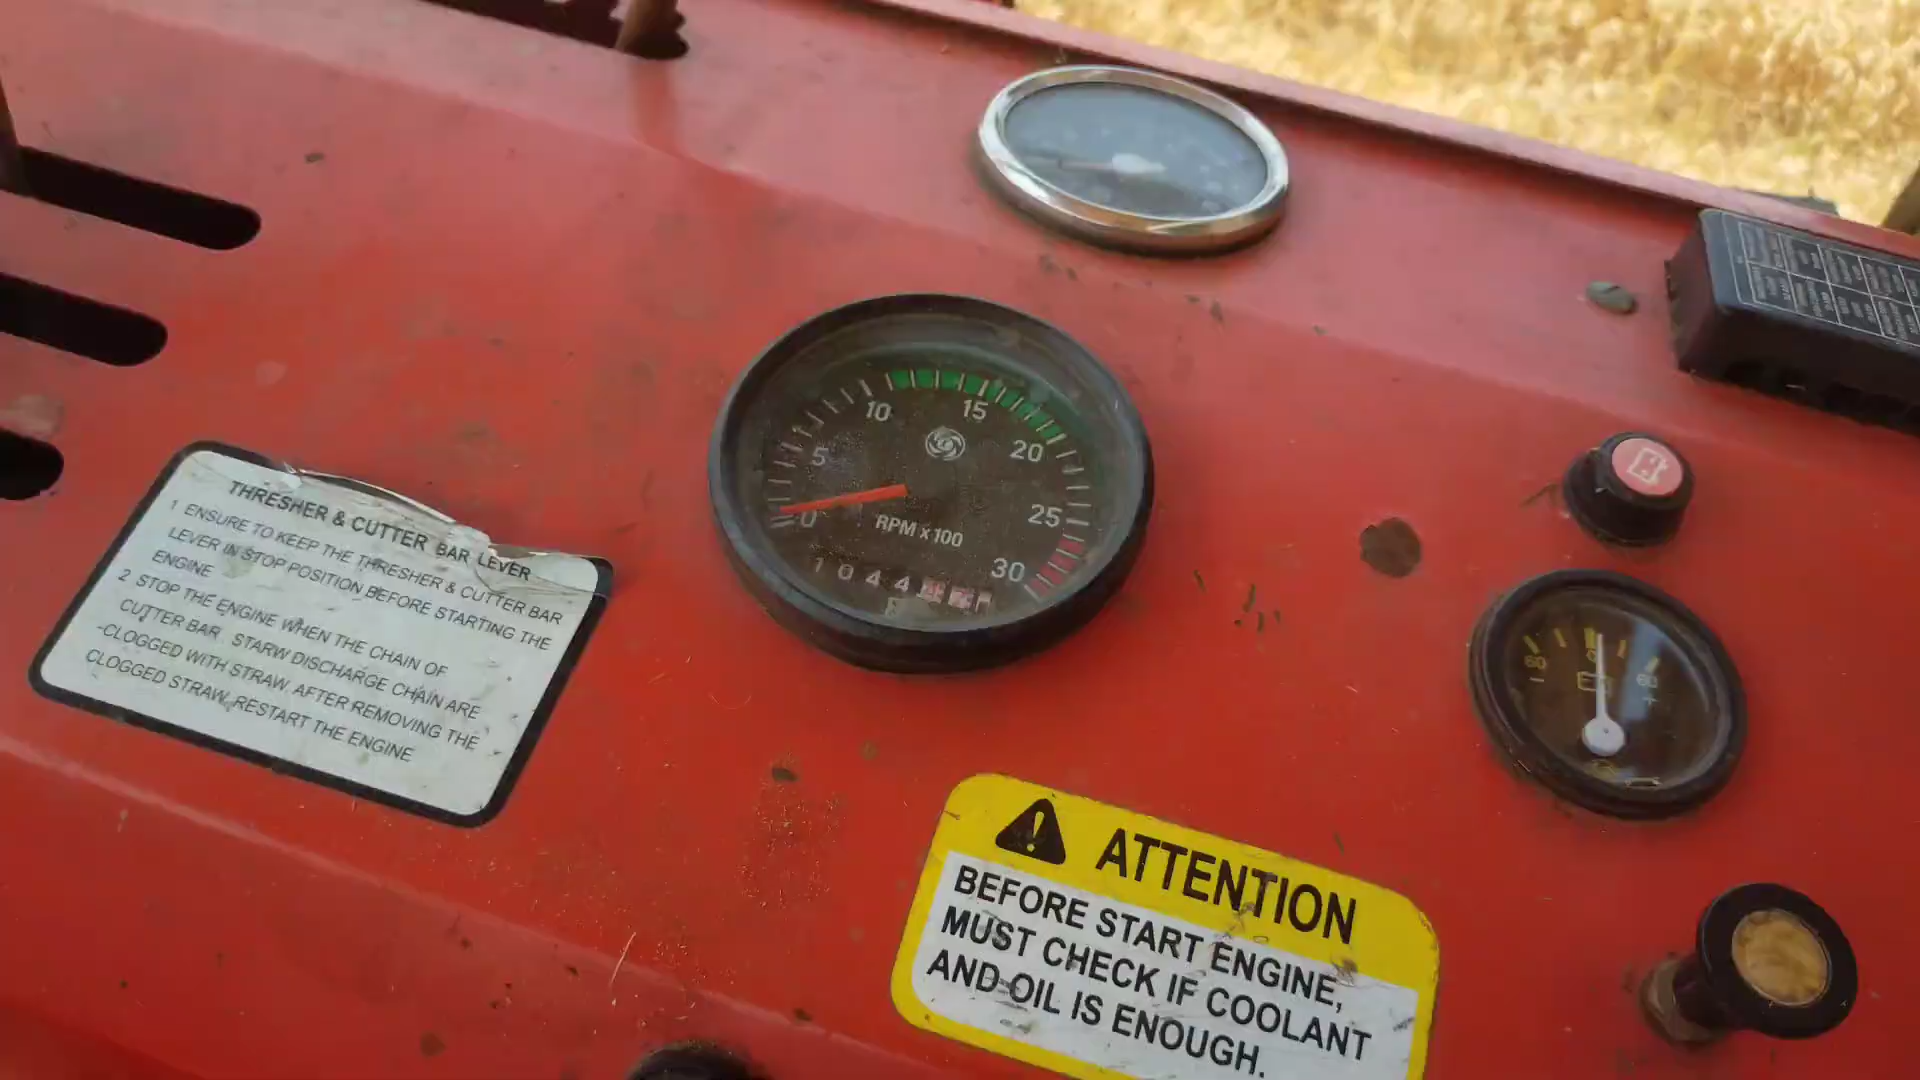 10
15
5
20
0
25
RPM x 100
30
1044
THRESHER & CUTTER BAR LEVER
1 ENSURE TO KEEP THE THRESHER & CUTTER BAR
LEVER IN STOP POSITION BEFORE STARTING THE
ENGINE
2 STOP THE ENGINE WHEN THE CHAIN OF
CUTTER BAR STARW DISCHARGE CHAIN ARE
-CLOGGED WITH STRAW. AFTER REMOVING THE
CLOGGED STRAW, RESTART THE ENGINE
60 0 60
- +
ATTENTION
BEFORE START ENGINE,
MUST CHECK IF COOLANT
AND OIL IS ENOUGH.